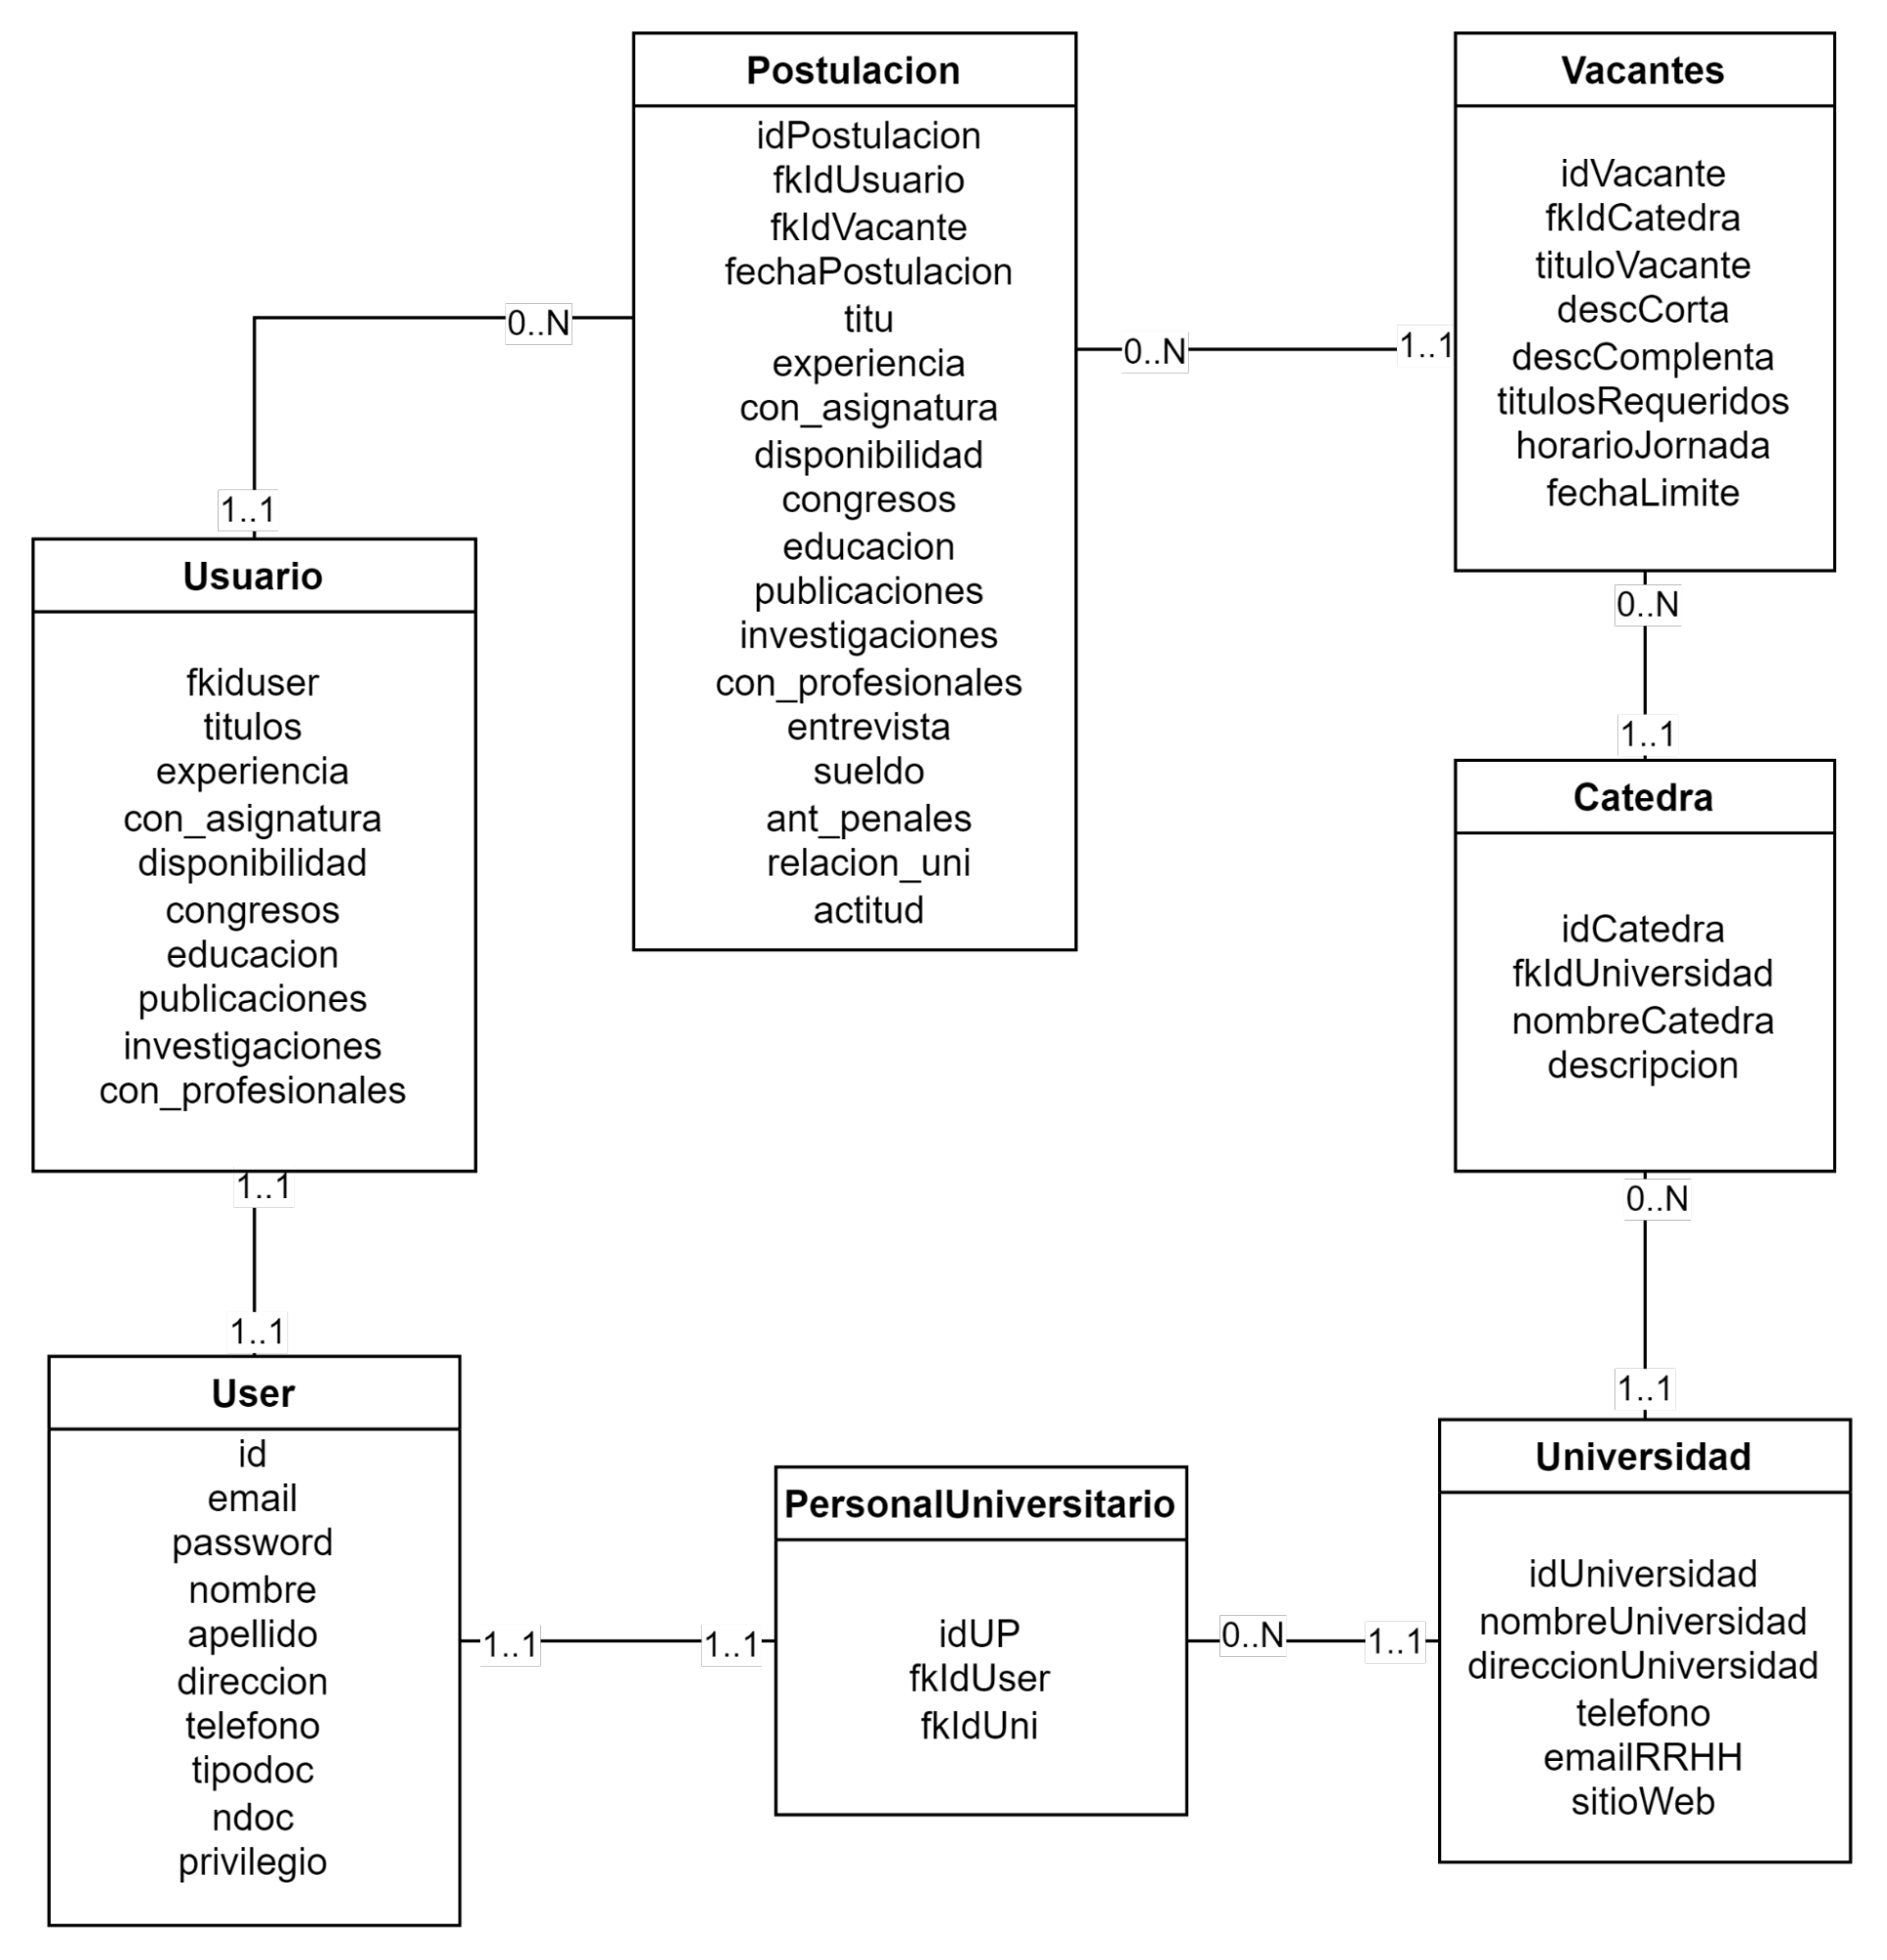 Postulacion
idPostulacion
fkIdUsuario
fkIdVacante
fechaPostulacion
titu
experiencia
con_asignatura
disponibilidad
congresos
educacion
publicaciones
investigaciones
con_profesionales
entrevista
sueldo
ant_penales
relacion_uni
actitud
Vacantes
idVacante
fkIdCatedra
tituloVacante
descCorta
descComplenta
titulosRequeridos
horarioJornada
fechaLimite
0..N
1..1
0..N
1..1
0..N
1..1
Usuario
fkiduser
titulos
experiencia
con_asignatura
disponibilidad
congresos
educacion
publicaciones
investigaciones
con_profesionales
Catedra
idCatedra
fkIdUniversidad
nombreCatedra
descripcion
1..1
1..1
0..N
1..1
User
id
email
password
nombre
apellido
direccion
telefono
tipodoc
ndoc
privilegio
1..1
1..1
PersonalUniversitario
idUP
fkIdUser
fkIdUni
0..N
1..1
Universidad
idUniversidad
nombreUniversidad
direccionUniversidad
telefono
emailRRHH
sitioWeb